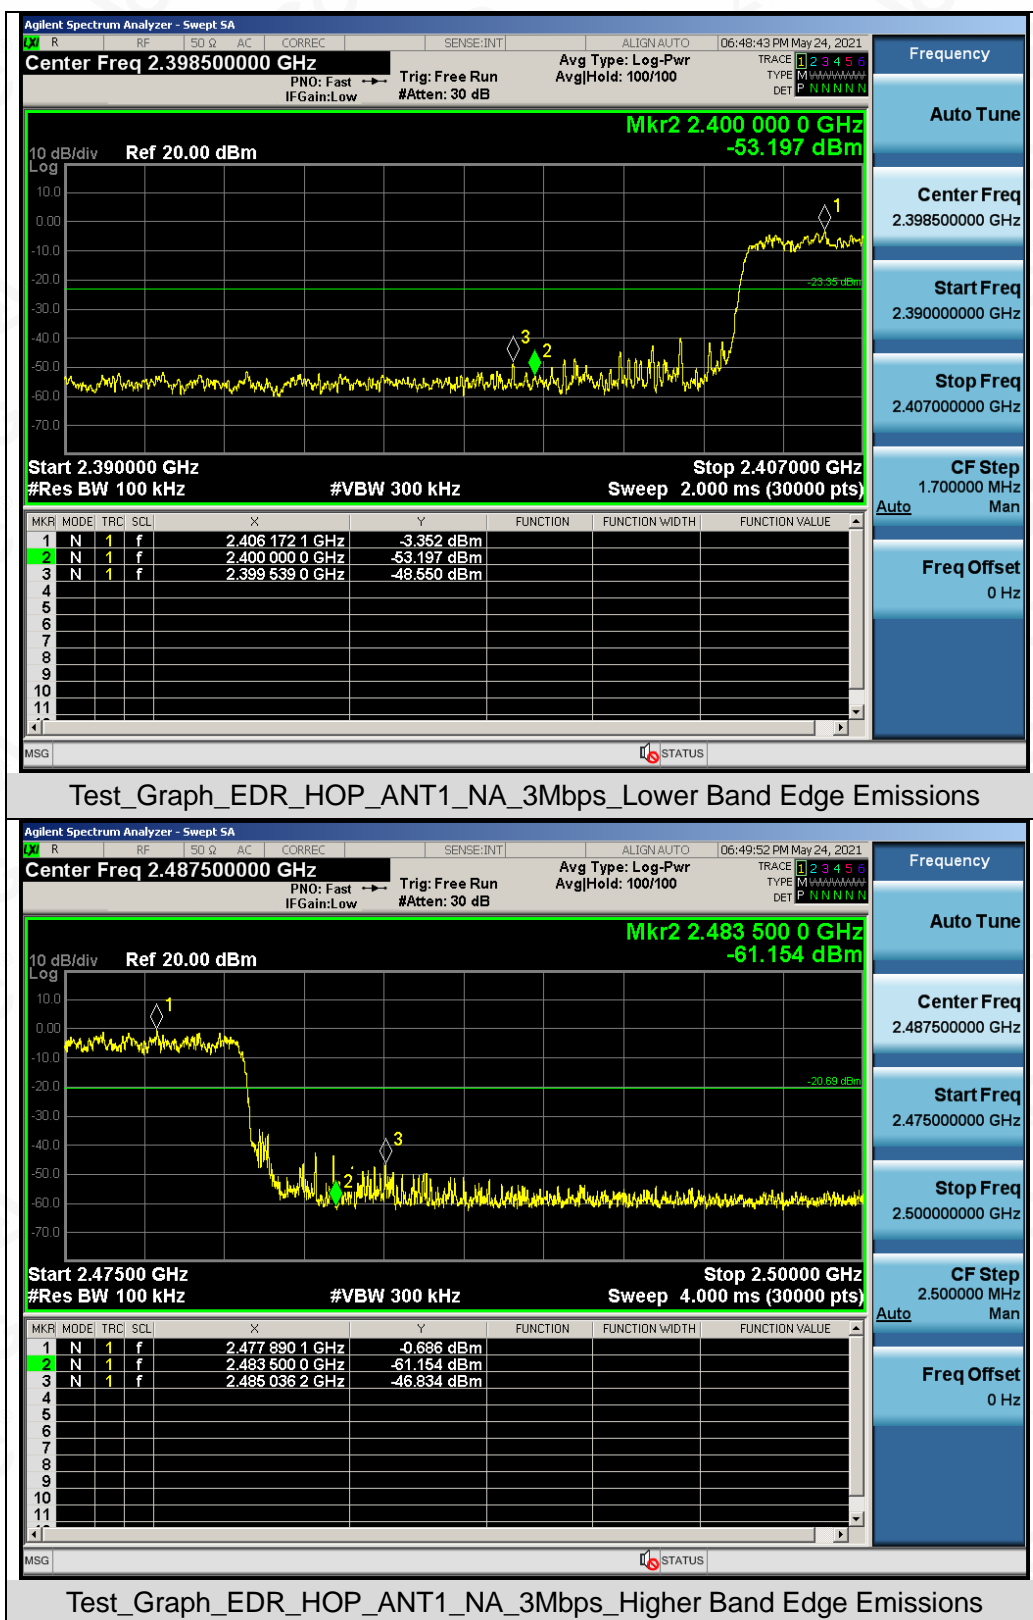 Agilent Spectrum Analyzer - Swept SA
LXI R RF 50 Ω AC CORREC SENSE:INT ALIGN AUTO 06:48:43 PM May 24, 2021
Center Freq 2.398500000 GHz
PNO: Fast IFGain:Low
Trig: Free Run
#Atten: 30 dB
Avg Type: Log-Pwr
Avg|Hold: 100/100
TRACE 1 2 3 4 5 6
TYPE M WWWWW
DET P N N N N N
Mkr2 2.400 000 0 GHz
-53.197 dBm
10 dB/div Ref 20.00 dBm
Log
10.0
0.00
-10.0
-20.0
-30.0
-40.0
-50.0
-60.0
-70.0
1
-23.35 dBm
3
2
Start 2.390000 GHz Stop 2.407000 GHz
#Res BW 100 kHz #VBW 300 kHz Sweep 2.000 ms (30000 pts)
MKR MODE TRC SCL X Y FUNCTION FUNCTION WIDTH FUNCTION VALUE
1 N 1 f 2.406 172 1 GHz -3.352 dBm
2 N 1 f 2.400 000 0 GHz -53.197 dBm
3 N 1 f 2.399 539 0 GHz -48.550 dBm
4
5
6
7
8
9
10
11
MSG STATUS
Frequency
Auto Tune
Center Freq
2.398500000 GHz
Start Freq
2.390000000 GHz
Stop Freq
2.407000000 GHz
CF Step
1.700000 MHz
Auto Man
Freq Offset
0 Hz
Test_Graph_EDR_HOP_ANT1_NA_3Mbps_Lower Band Edge Emissions
Agilent Spectrum Analyzer - Swept SA
LXI R RF 50 Ω AC CORREC SENSE:INT ALIGN AUTO 06:49:52 PM May 24, 2021
Center Freq 2.487500000 GHz
PNO: Fast IFGain:Low
Trig: Free Run
#Atten: 30 dB
Avg Type: Log-Pwr
Avg|Hold: 100/100
TRACE 1 2 3 4 5 6
TYPE M WWWWW
DET P N N N N N
Mkr2 2.483 500 0 GHz
-61.154 dBm
10 dB/div Ref 20.00 dBm
Log
10.0
0.00
-10.0
-20.0
-30.0
-40.0
-50.0
-60.0
-70.0
1
-20.69 dBm
3
2
Start 2.47500 GHz Stop 2.50000 GHz
#Res BW 100 kHz #VBW 300 kHz Sweep 4.000 ms (30000 pts)
MKR MODE TRC SCL X Y FUNCTION FUNCTION WIDTH FUNCTION VALUE
1 N 1 f 2.477 890 1 GHz -0.686 dBm
2 N 1 f 2.483 500 0 GHz -61.154 dBm
3 N 1 f 2.485 036 2 GHz -46.834 dBm
4
5
6
7
8
9
10
11
MSG STATUS
Frequency
Auto Tune
Center Freq
2.487500000 GHz
Start Freq
2.475000000 GHz
Stop Freq
2.500000000 GHz
CF Step
2.500000 MHz
Auto Man
Freq Offset
0 Hz
Test_Graph_EDR_HOP_ANT1_NA_3Mbps_Higher Band Edge Emissions